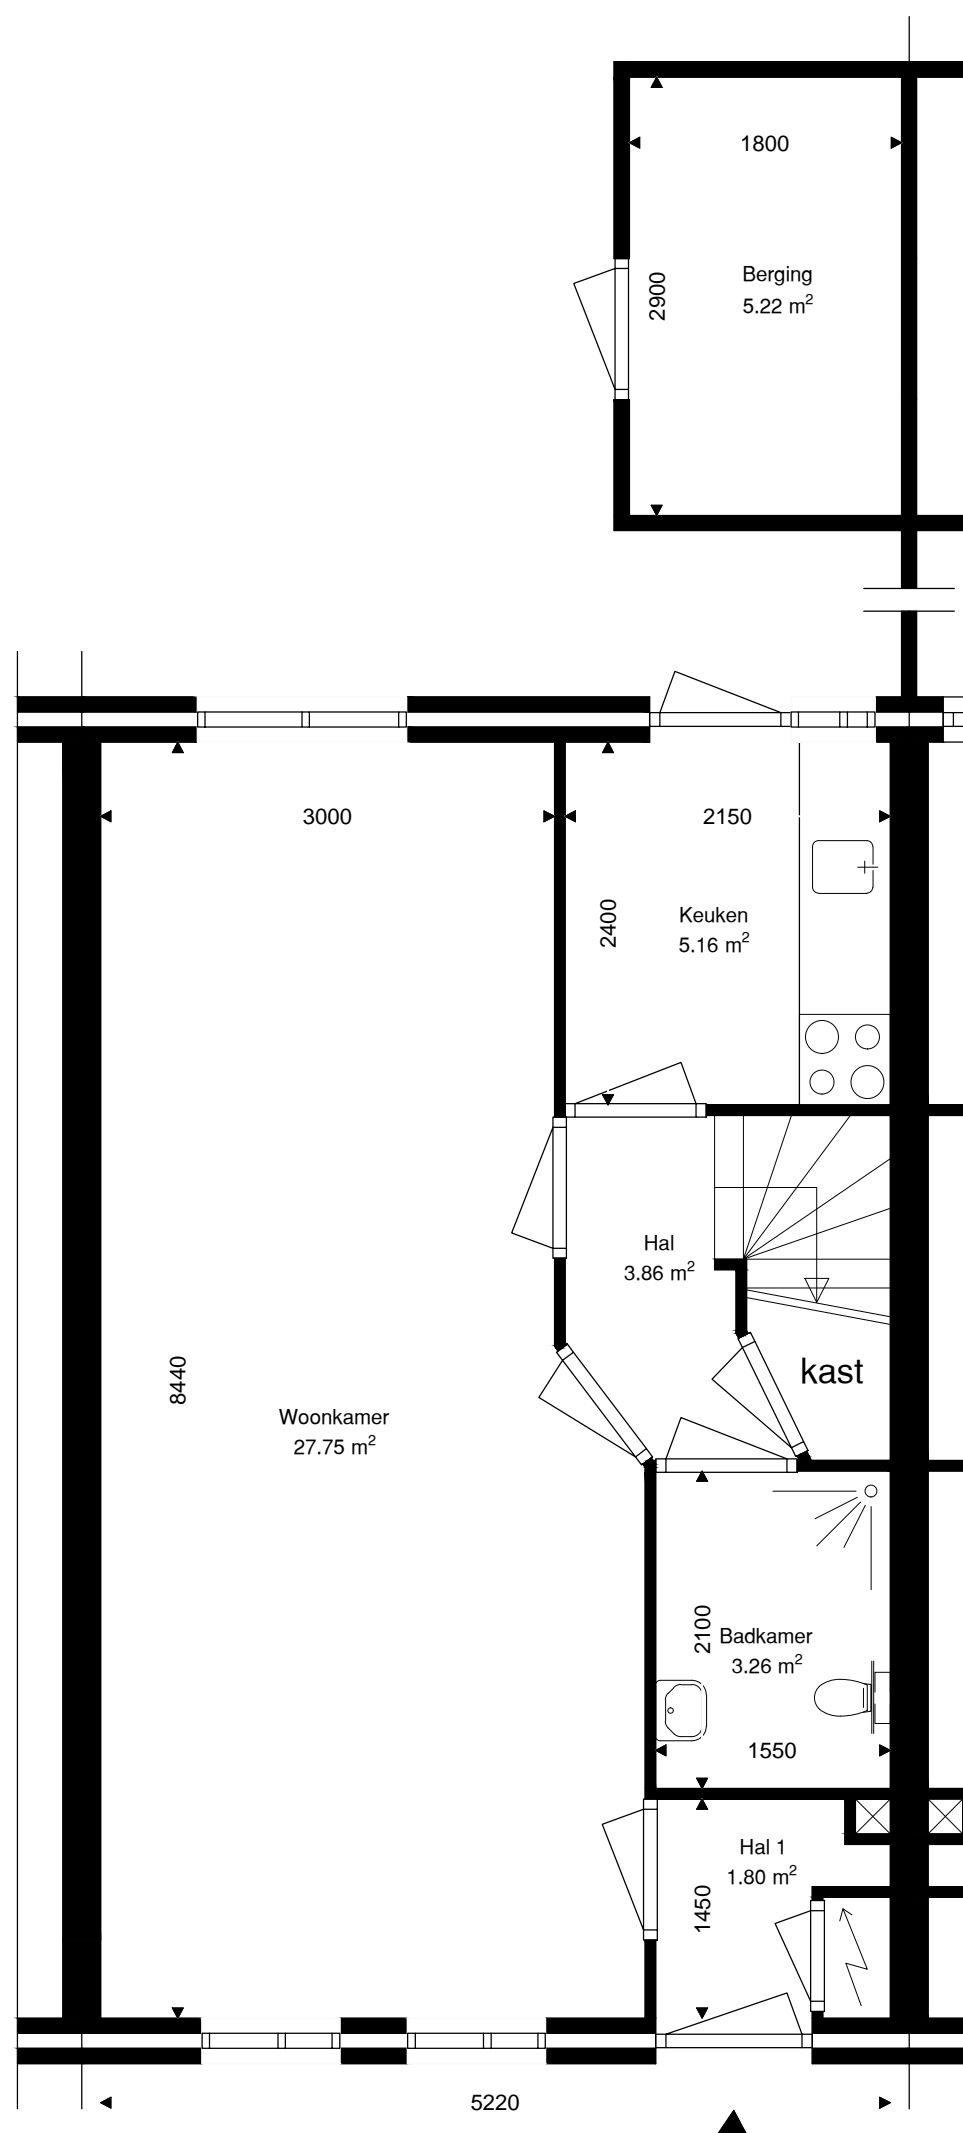 1800
Berging
2900
5.22 m²
3000
2150
Keuken
2400
5.16 m²
Hal
3.86 m²
8440
kast
Woonkamer
27.75 m²
2100
Badkamer
3.26 m²
1550
Hal 1
1.80 m²
1450
5220